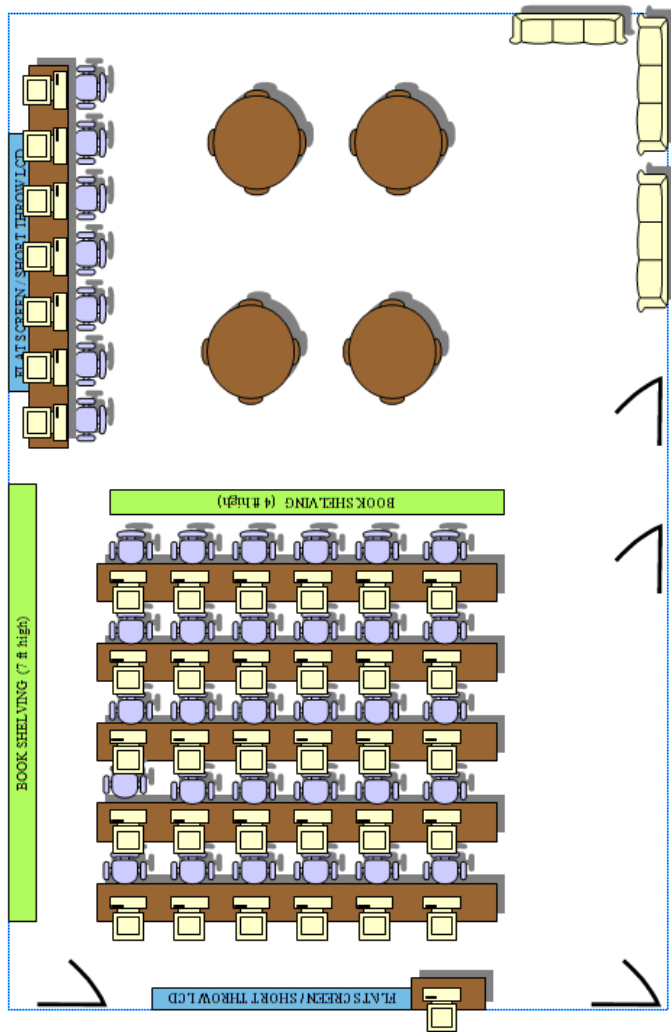 FLAT SCREEN / SHORT THROW LCD
BOOK SHELVING (4 ft high)
BOOK SHELVING (7 ft high)
FLAT SCREEN / SHORT THROW LCD